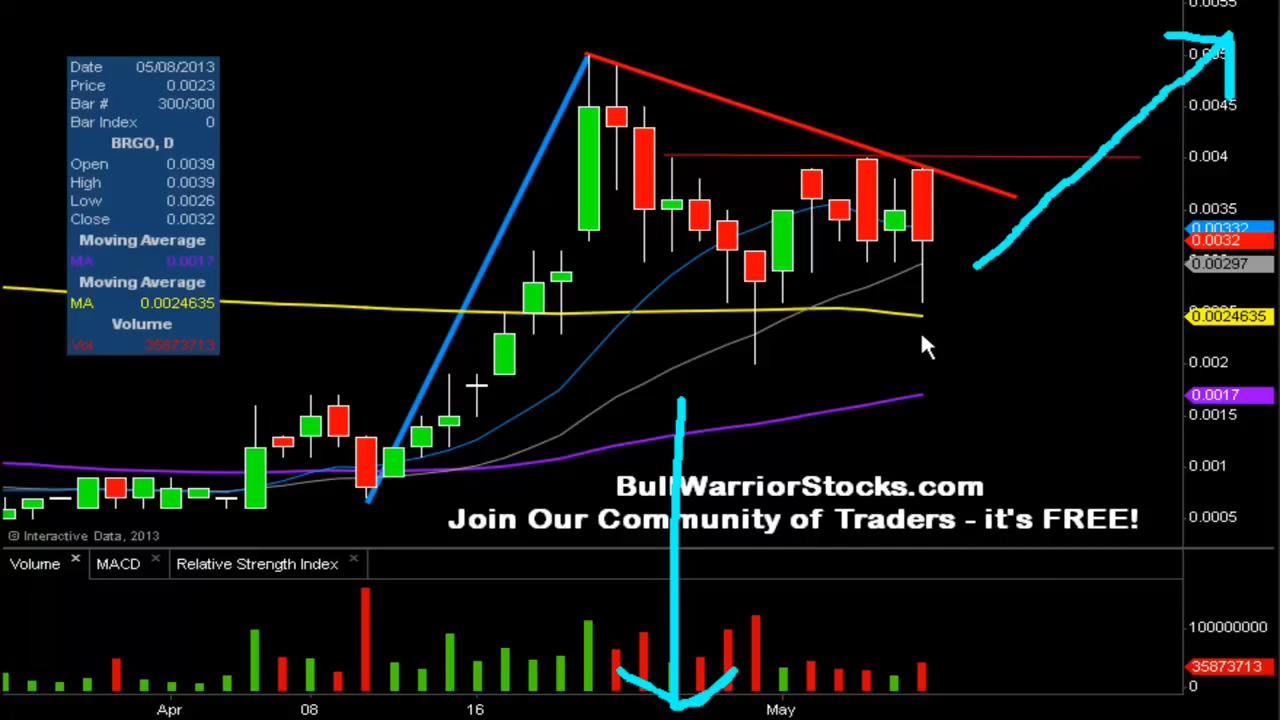 0.0055
Date 05/08/2013
Price 0.0023
Bar # 300/300
Bar Index 0
BRGO, D
Open 0.0039
High 0.0039
Low 0.0026
Close 0.0032
Moving Average
MA 0.0017
Moving Average
MA 0.0024635
Volume
Vol 35873713
0.0045
0.004
0.0035
0.00332
0.0032
0.00297
0.0024635
0.002
0.0017
0.0015
0.001
0.0005
BullWarriorStocks.com
Join Our Community of Traders - it's FREE!
© Interactive Data, 2013
Volume × MACD × Relative Strength Index ×
100000000
35873713
0
Apr 08 16 May